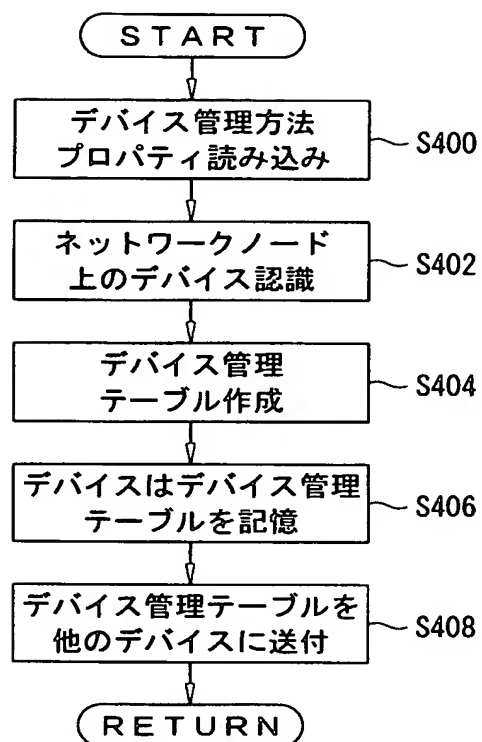 START
デバイス管理方法
プロパティ読み込み
S400
ネットワークノード
上のデバイス認識
S402
デバイス管理
テーブル作成
S404
デバイスはデバイス管理
テーブルを記憶
S406
デバイス管理テーブルを
他のデバイスに送付
S408
RETURN